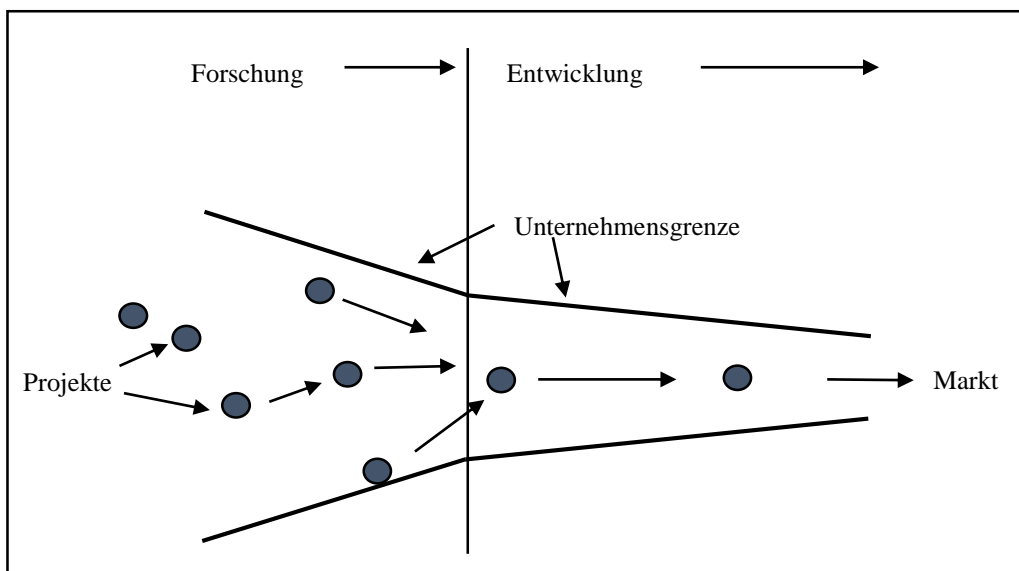 Forschung
Entwicklung
Unternehmensgrenze
Projekte
Markt